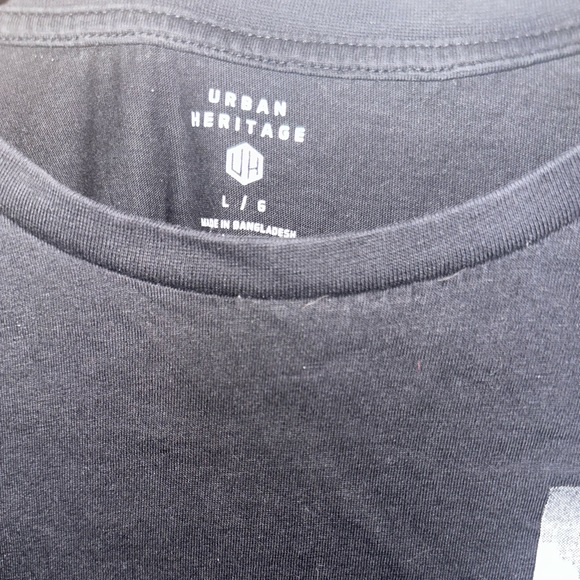 URBAN
HERITAGE
UH
L / G
MADE IN BANGLADESH